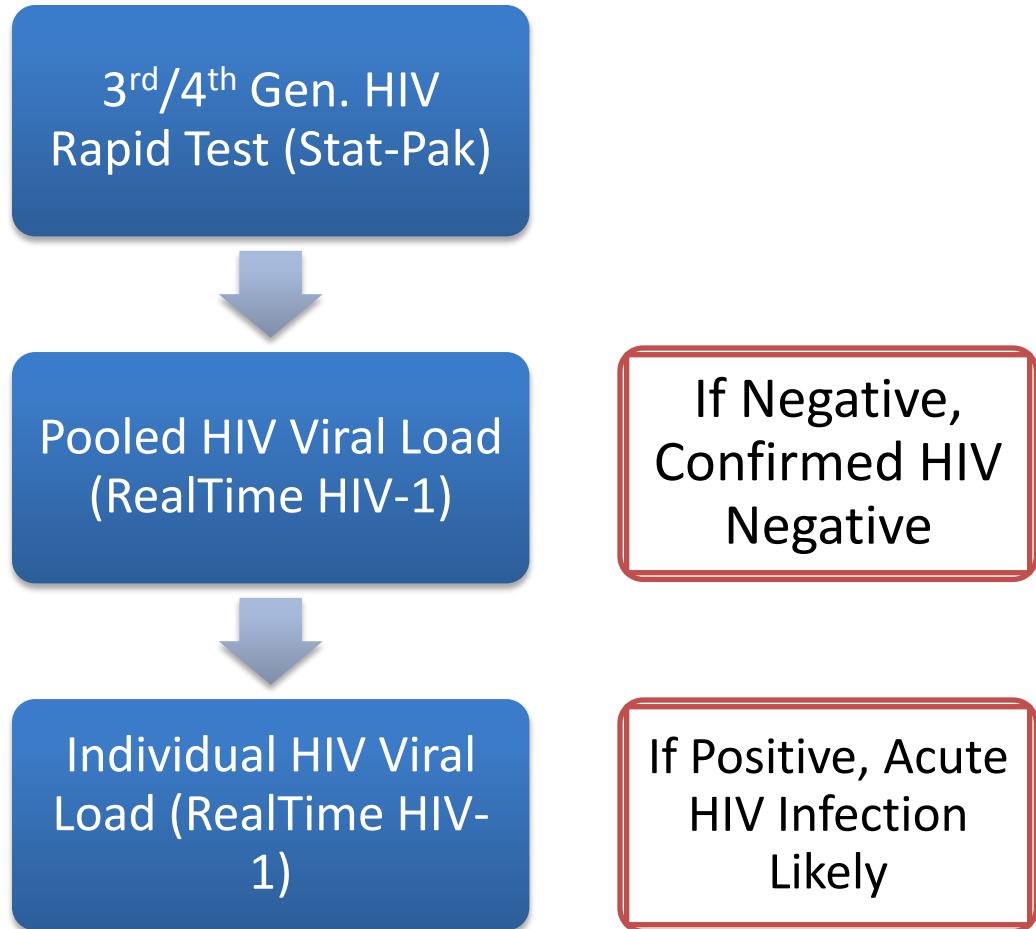 3rd/4th Gen. HIV
Rapid Test (Stat-Pak)
Pooled HIV Viral Load
(RealTime HIV-1)
If Negative,
Confirmed HIV
Negative
Individual HIV Viral
Load (RealTime HIV-
1)
If Positive, Acute
HIV Infection
Likely